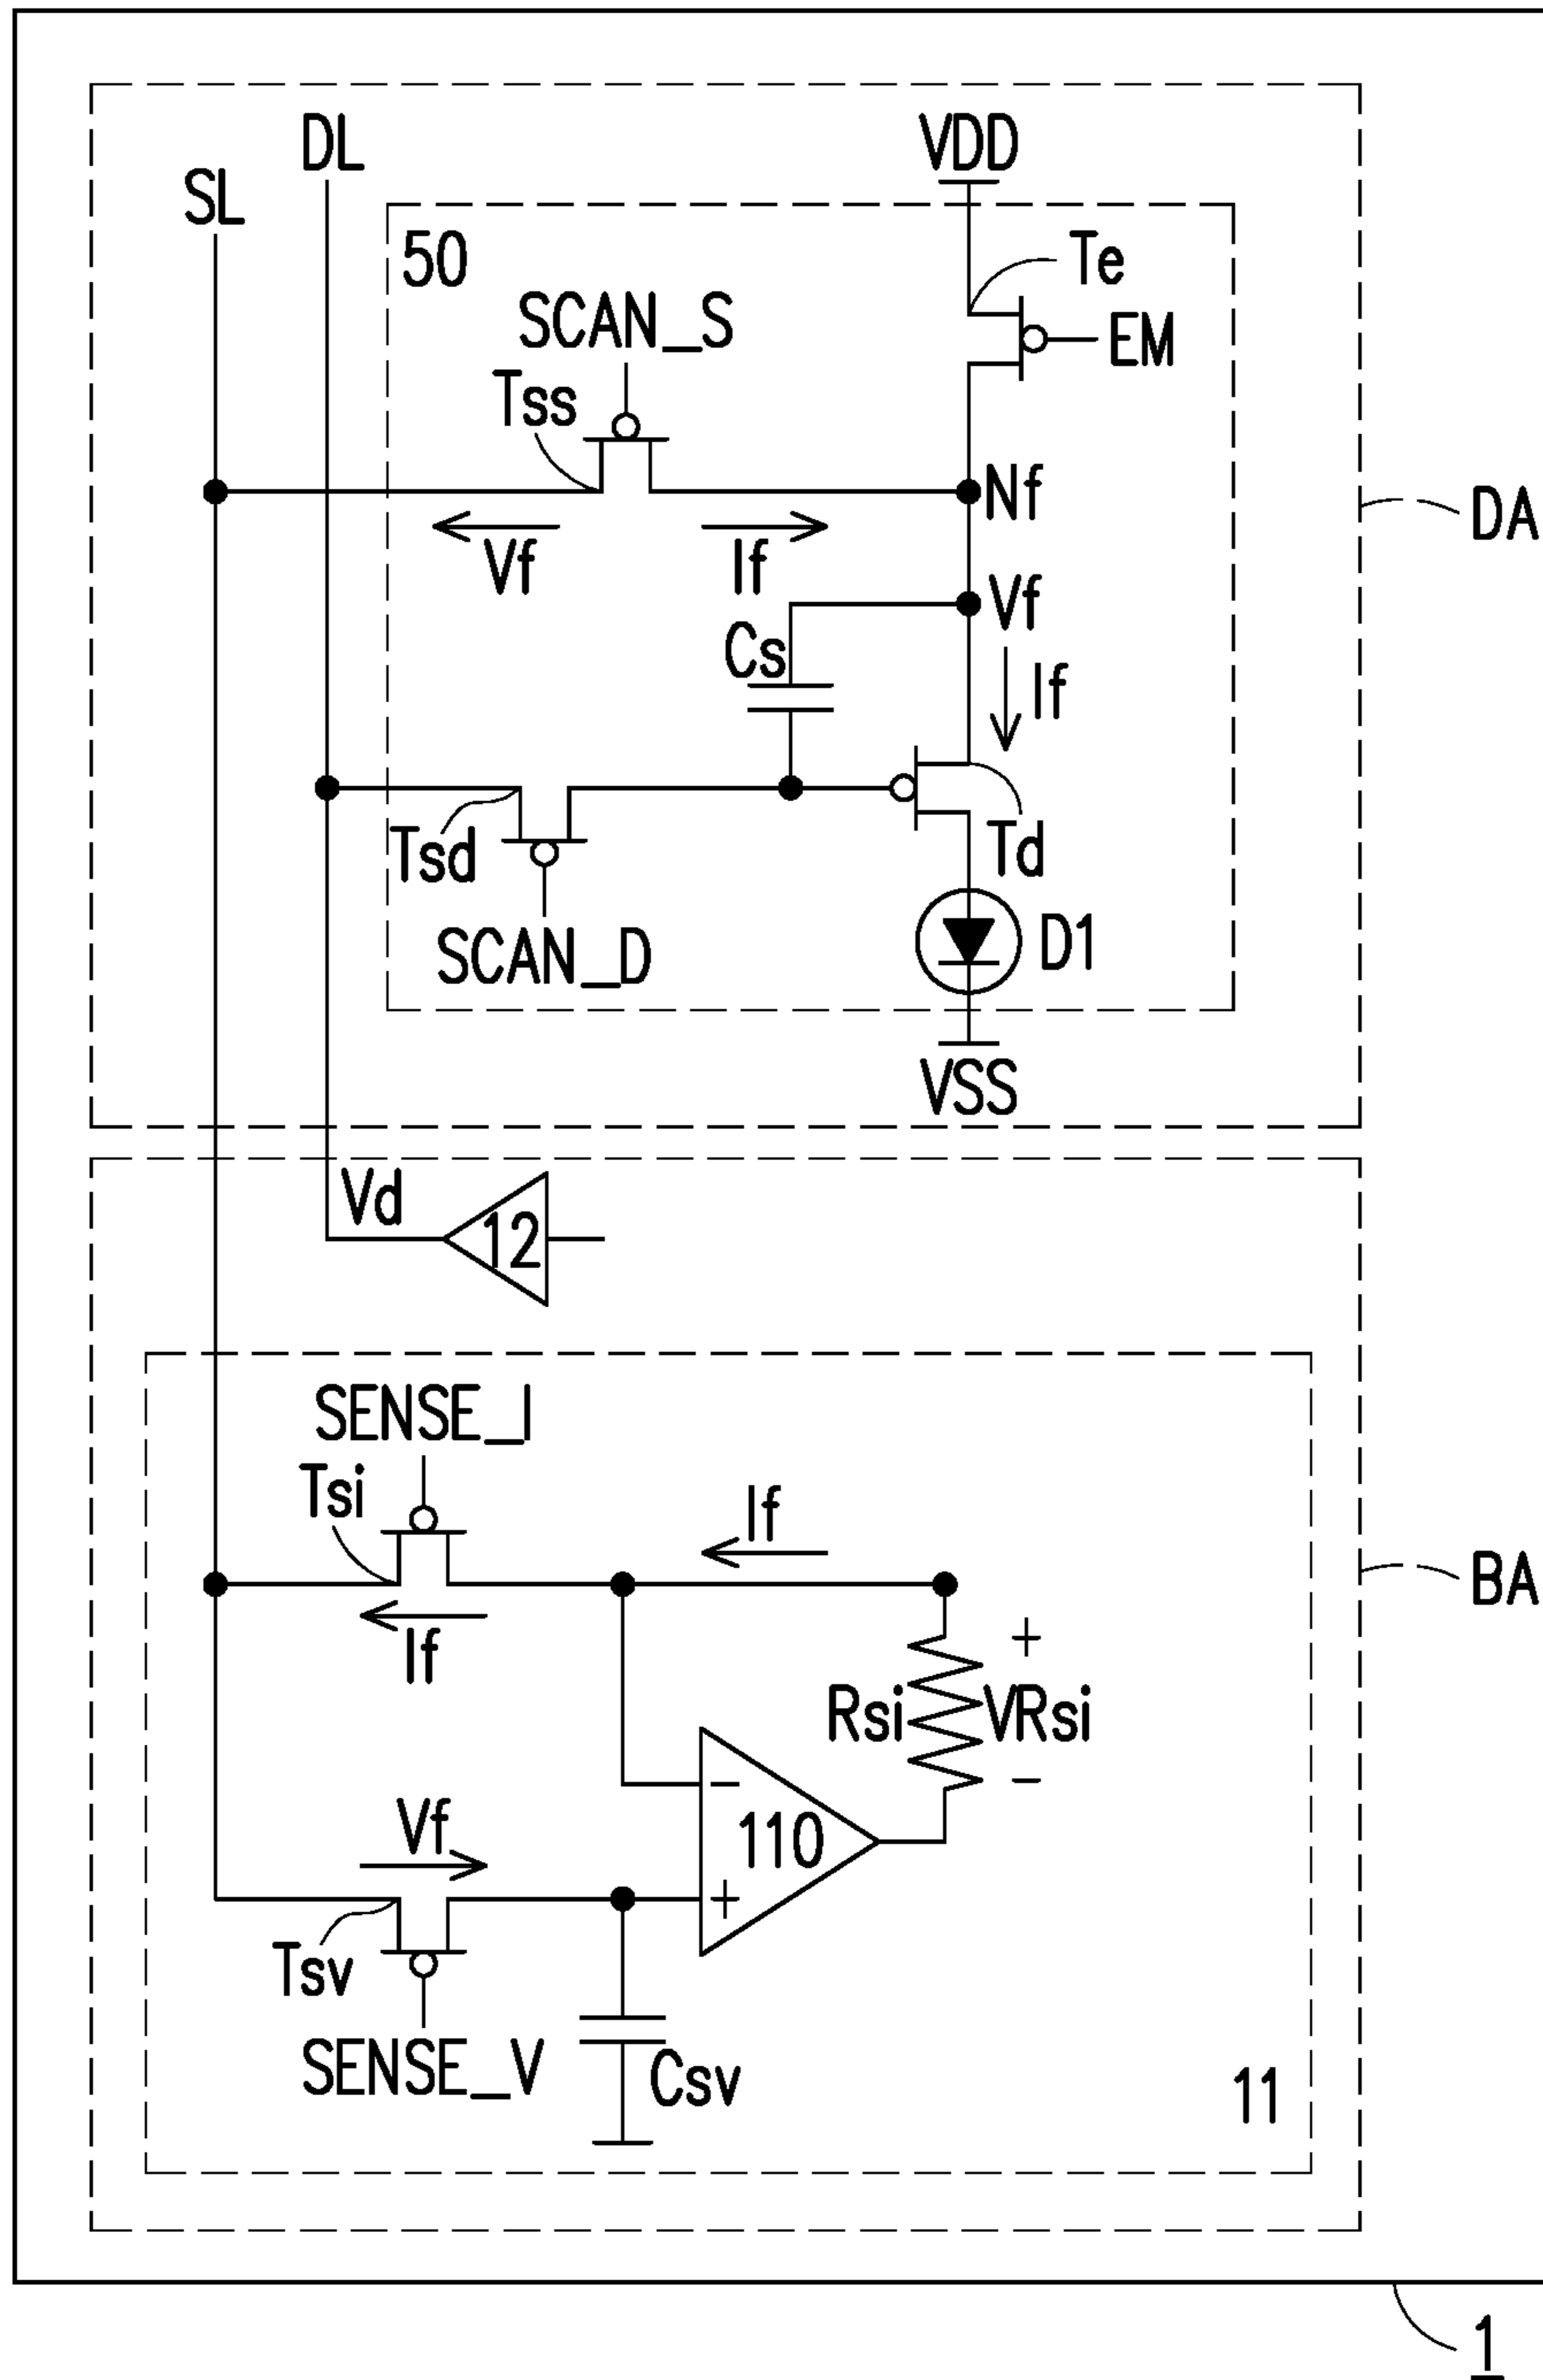 DL
VDD
SL
50
Te
SCAN_S
EM
Tss
Nf
DA
Vf
If
Vf
Cs
If
Tsd
Td
SCAN_D
D1
VSS
Vd
12
SENSE_I
Tsi
If
BA
If
+
Rsi
VRsi
−
−
Vf
110
+
Tsv
SENSE_V
Csv
11
1